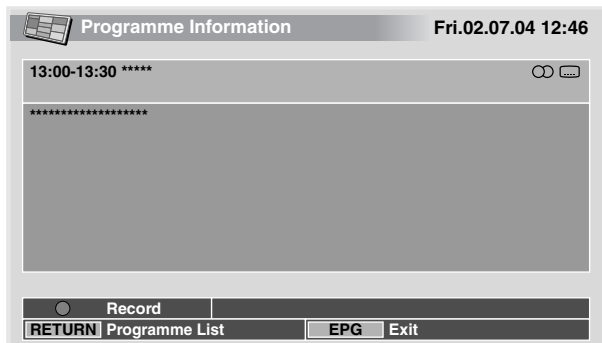 Programme Information Fri.02.07.04 12:46
13:00-13:30 *****
*******************
Record
RETURN Programme List EPG Exit